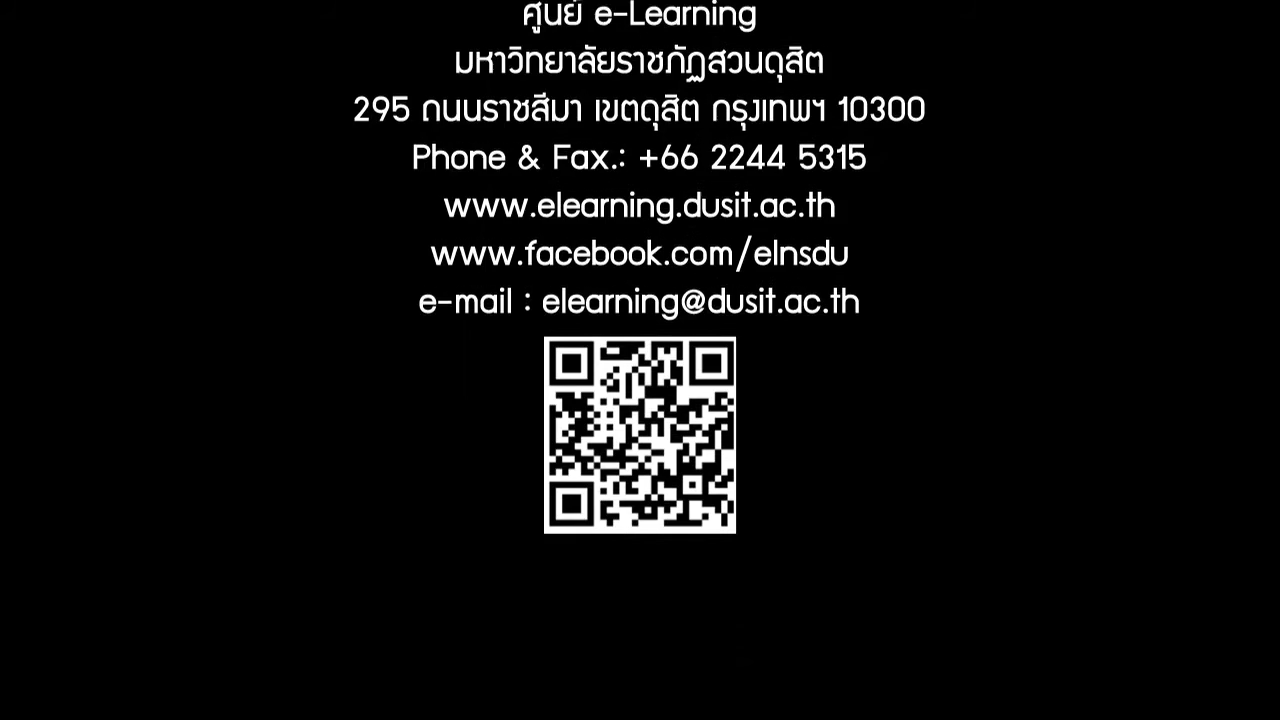 ศูนย์ e-Learning
มหาวิทยาลัยราชภัฏสวนดุสิต
295 ถนนราชสีมา เขตดุสิต กรุงเทพฯ 10300
Phone & Fax.: +66 2244 5315
www.elearning.dusit.ac.th
www.facebook.com/elnsdu
e-mail : elearning@dusit.ac.th